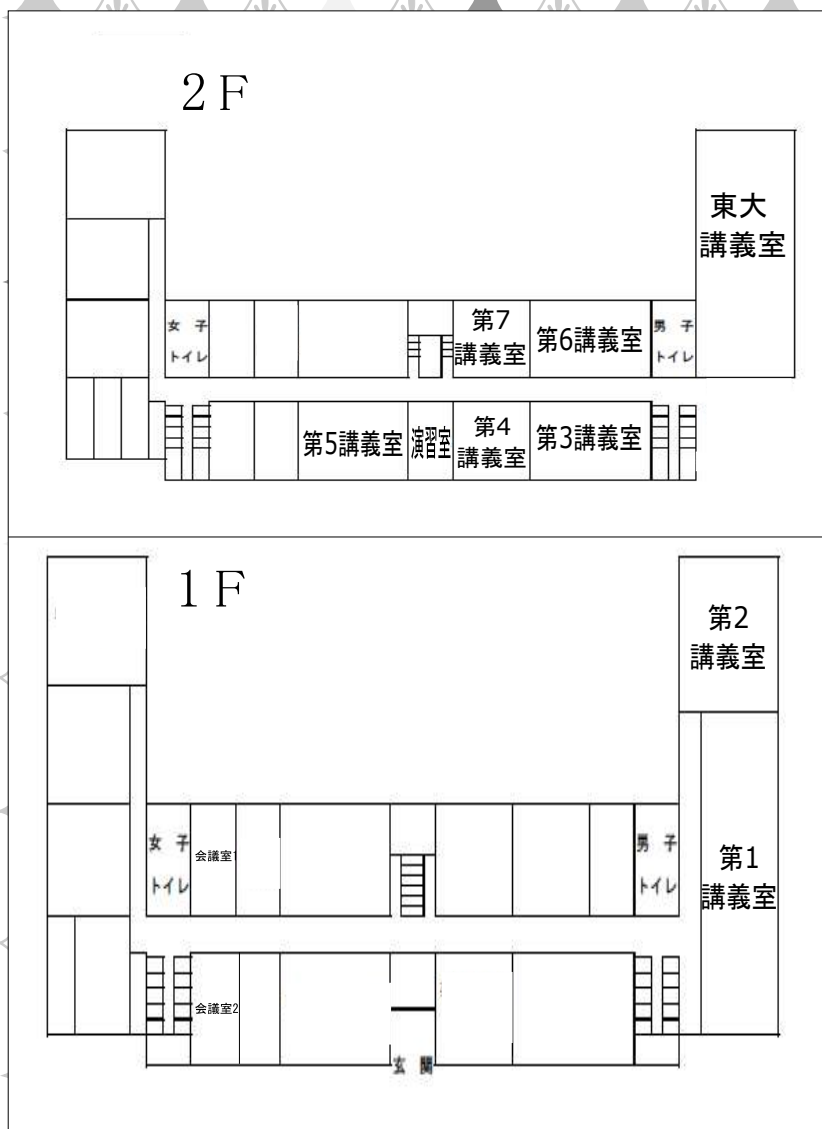 ２Ｆ
東大
講義室
女 子
トイレ
第7
講義室
第6講義室
男 子
トイレ
第5講義室
演習室
第4
講義室
第3講義室
１Ｆ
第2
講義室
女 子
トイレ
会議室1
男 子
トイレ
第1
講義室
会議室2
玄 関